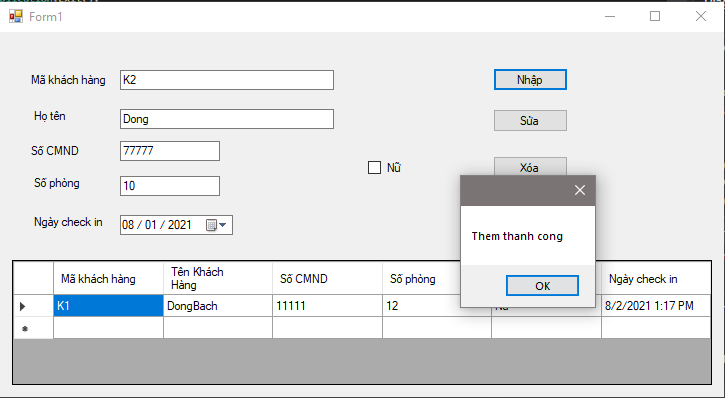 Form1
Mã khách hàng K2 Nhập
Họ tên Dong Sửa
Số CMND 77777
Nữ Xóa
Số phòng 10
Ngày check in 08 / 01 / 2021
Them thanh cong
OK
Mã khách hàng Tên Khách Hàng Số CMND Số phòng Ngày check in
K1 DongBach 11111 12 8/2/2021 1:17 PM